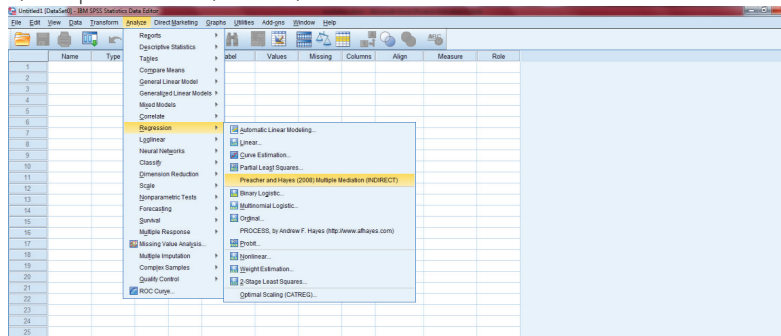 Untitled1 [DataSet0] - IBM SPSS Statistics Data Editor
File Edit View Data Transform Analyze Direct Marketing Graphs Utilities Add-ons Window Help
Name Type abel Values Missing Columns Align Measure Role
Reports
Descriptive Statistics
Tables
Compare Means
General Linear Model
Generalized Linear Models
Mixed Models
Correlate
Regression
Loglinear
Neural Networks
Classify
Dimension Reduction
Scale
Nonparametric Tests
Forecasting
Survival
Multiple Response
Missing Value Analysis...
Multiple Imputation
Complex Samples
Quality Control
ROC Curve...
Automatic Linear Modeling...
Linear...
Curve Estimation...
Partial Least Squares...
Preacher and Hayes (2008) Multiple Mediation (INDIRECT)
Binary Logistic...
Multinomial Logistic...
Ordinal...
PROCESS, by Andrew F. Hayes (http://www.afhayes.com)
Probit...
Nonlinear...
Weight Estimation...
2-Stage Least Squares...
Optimal Scaling (CATREG)...
1
2
3
4
5
6
7
8
9
10
11
12
13
14
15
16
17
18
19
20
21
22
23
24
25